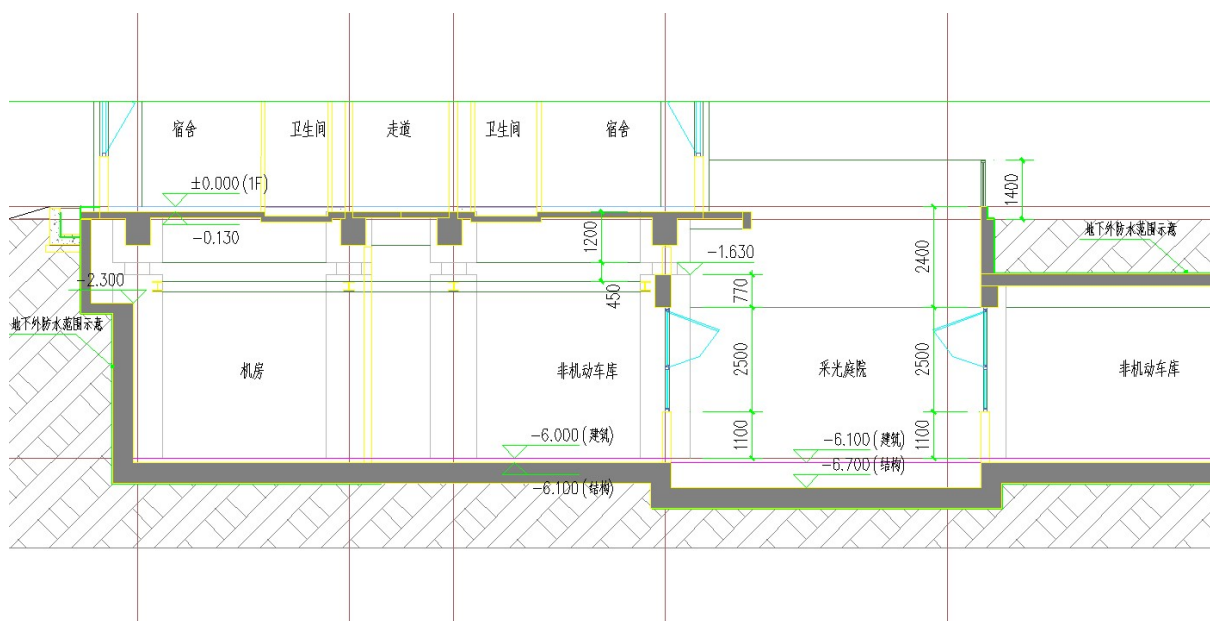 宿舍
卫生间
走道
卫生间
宿舍
±0.000(1F)
1400
-0.130
1200
-1.630
2400
地下外防水范围示意
-2.300
450
770
地下外防水范围示意
机房
非机动车库
2500
采光庭院
2500
非机动车库
-6.000(建筑)
1100
-6.100(建筑)
1100
-6.700(结构)
-6.100(结构)